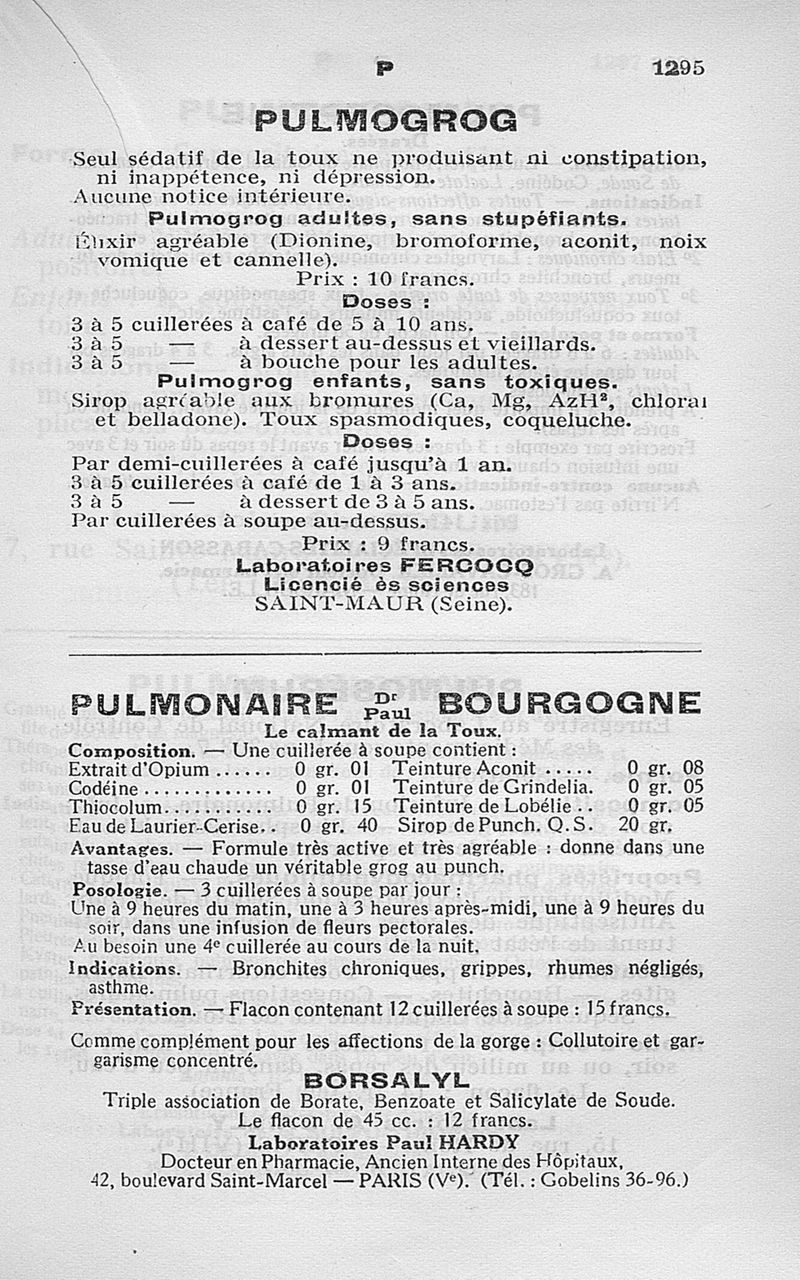 P
1295
PULMOGROG
Seul sédatif de la toux ne produisant ni constipation,
ni inappétence, ni dépression.
Aucune notice intérieure.
Pulmogrog adultes, sans stupéfiants.
Élixir agréable (Dionine, bromoforme, aconit, noix
vomique et cannelle).
Prix : 10 francs.
Doses :
3 à 5 cuillerées à café de 5 à 10 ans.
3 à 5 — à dessert au-dessus et vieillards.
3 à 5 — à bouche pour les adultes.
Pulmogrog enfants, sans toxiques.
Sirop agréable aux bromures (Ca, Mg, AzH³, chloral
et belladone). Toux spasmodiques, coqueluche.
Doses :
Par demi-cuillerées à café jusqu'à 1 an.
3 à 5 cuillerées à café de 1 à 3 ans.
3 à 5 — à dessert de 3 à 5 ans.
Par cuillerées à soupe au-dessus.
Prix : 9 francs.
Laboratoires FERCOCQ
Licencié ès sciences
SAINT-MAUR (Seine).
PULMONAIRE Dr Paul BOURGOGNE
Le calmant de la Toux.
Composition. — Une cuillerée à soupe contient :
Extrait d'Opium ...... 0 gr. 01 Teinture Aconit ..... 0 gr. 08
Codéine ............. 0 gr. 01 Teinture de Grindelia. 0 gr. 05
Thiocolum............ 0 gr. 15 Teinture de Lobélie .. 0 gr. 05
Eau de Laurier-Cerise.. 0 gr. 40 Sirop de Punch. Q.S. 20 gr.
Avantages. — Formule très active et très agréable : donne dans une
tasse d'eau chaude un véritable grog au punch.
Posologie. — 3 cuillerées à soupe par jour :
Une à 9 heures du matin, une à 3 heures après-midi, une à 9 heures du
soir, dans une infusion de fleurs pectorales.
Au besoin une 4e cuillerée au cours de la nuit.
Indications. — Bronchites chroniques, grippes, rhumes négligés,
asthme.
Présentation. — Flacon contenant 12 cuillerées à soupe : 15 francs.
Comme complément pour les affections de la gorge : Collutoire et gar-
garisme concentré.
BORSALYL
Triple association de Borate, Benzoate et Salicylate de Soude.
Le flacon de 45 cc. : 12 francs.
Laboratoires Paul HARDY
Docteur en Pharmacie, Ancien Interne des Hôpitaux,
42, boulevard Saint-Marcel — PARIS (Ve). (Tél. : Gobelins 36-96.)